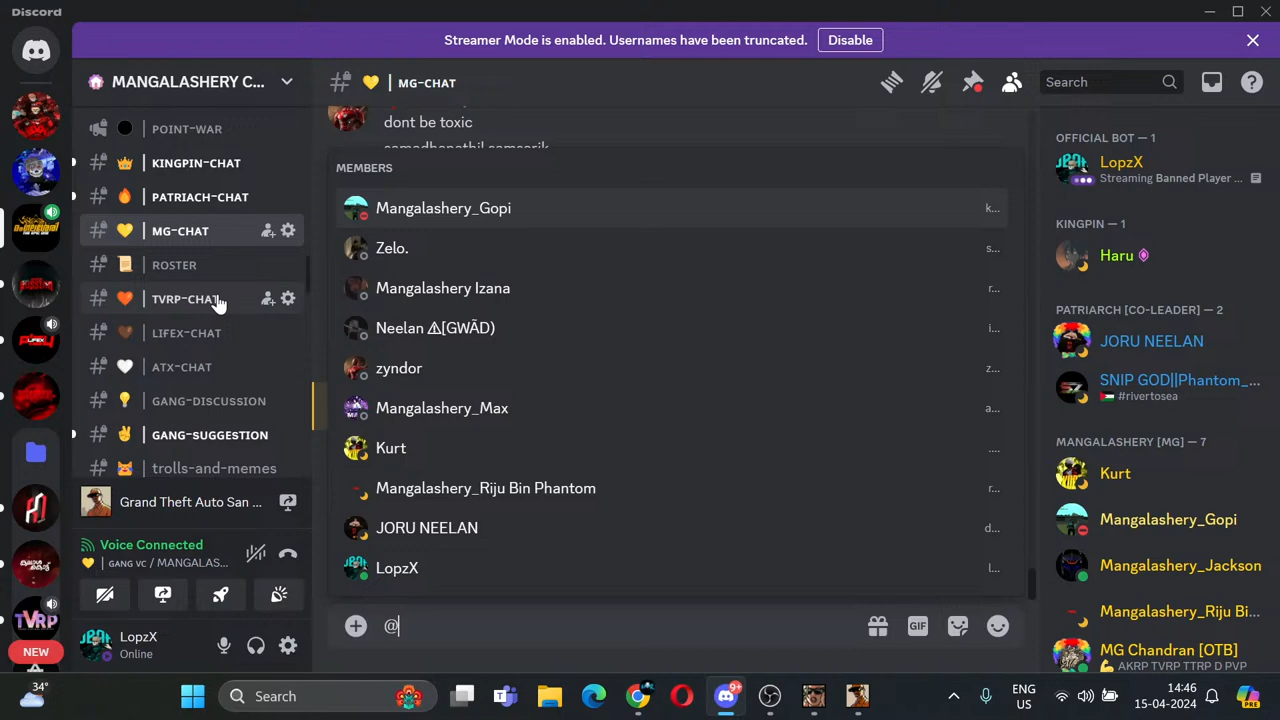 Discord
Streamer Mode is enabled. Usernames have been truncated.
Disable
MANGALASHERY C...
POINT-WAR
KINGPIN-CHAT
PATRIACH-CHAT
MG-CHAT
ROSTER
TVRP-CHAT
LIFEX-CHAT
ATX-CHAT
GANG-DISCUSSION
GANG-SUGGESTION
trolls-and-memes
Grand Theft Auto San ...
Voice Connected
GANG VC / MANGALAS...
LopzX
Online
NEW
TVRP
MG-CHAT
Search
dont be toxic
MEMBERS
Mangalashery_Gopi k...
Zelo. s...
Mangalashery Izana r...
Neelan ⚠[GWÃD) i...
zyndor z...
Mangalashery_Max a...
Kurt ....
Mangalashery_Riju Bin Phantom r...
JORU NEELAN d...
LopzX l...
@
GIF
OFFICIAL BOT — 1
LopzX
Streaming Banned Player ...
KINGPIN — 1
Haru
PATRIARCH [CO-LEADER] — 2
JORU NEELAN
SNIP GOD||Phantom_...
#rivertosea
MANGALASHERY [MG] — 7
Kurt
Mangalashery_Gopi
Mangalashery_Jackson
Mangalashery_Riju Bi...
MG Chandran [OTB]
AKRP TVRP TTRP D PVP
34°
Search
9+
ENG
US
14:46
15-04-2024
PRE